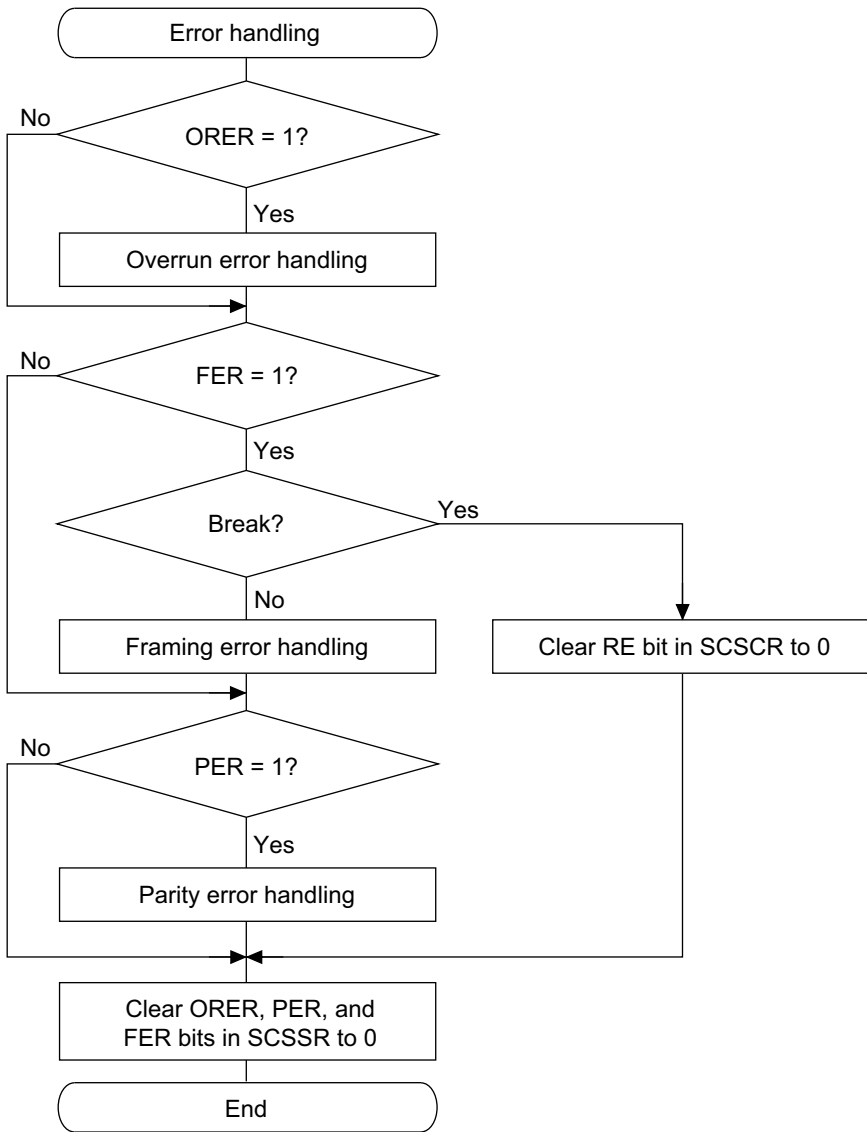 Error handling
No
ORER = 1?
Yes
Overrun error handling
No
FER = 1?
Yes
Break?
Yes
No
Framing error handling
Clear RE bit in SCSCR to 0
No
PER = 1?
Yes
Parity error handling
Clear ORER, PER, and
FER bits in SCSSR to 0
End